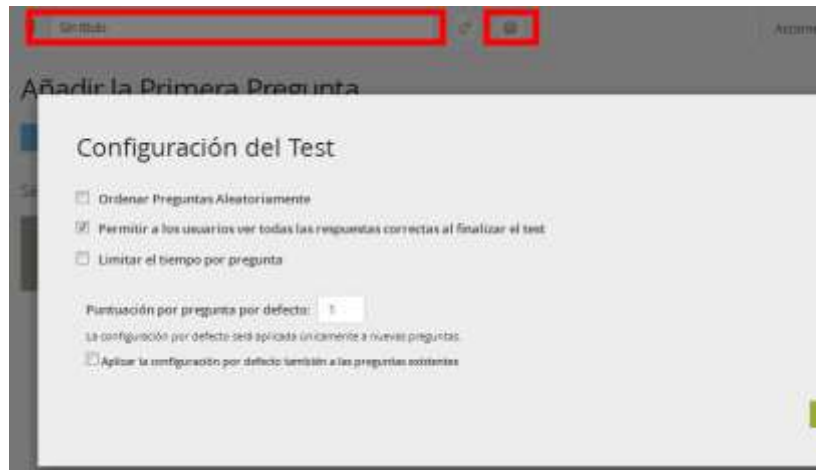 Sin título
Acciones
Añadir la Primera Pregunta
Configuración del Test
Ordenar Preguntas Aleatoriamente
Permitir a los usuarios ver todas las respuestas correctas al finalizar el test
Limitar el tiempo por pregunta
Puntuación por pregunta por defecto: 1
La configuración por defecto será aplicada únicamente a nuevas preguntas.
Aplicar la configuración por defecto también a las preguntas existentes